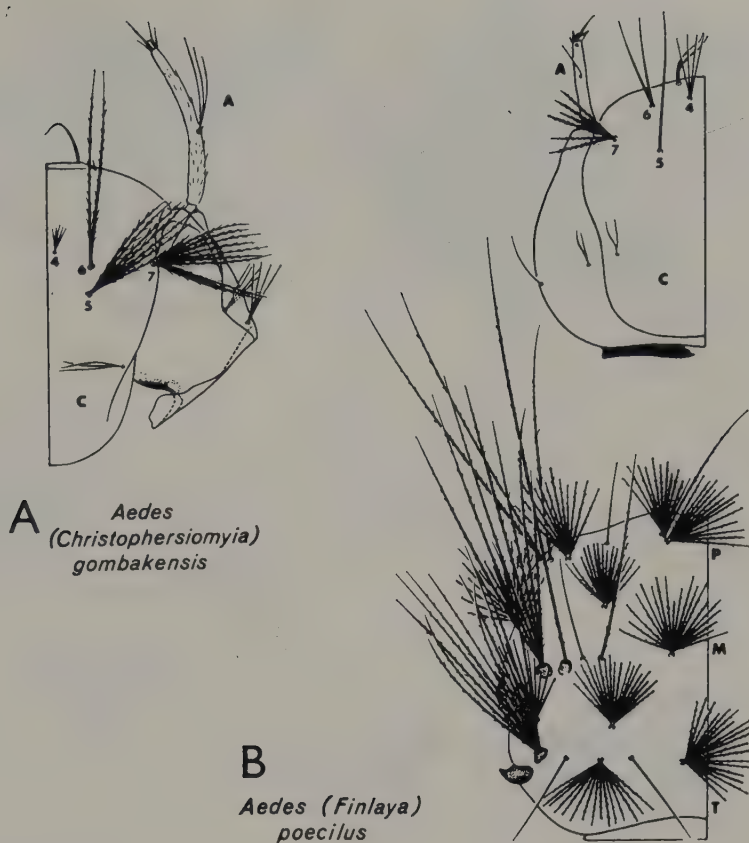 A
4
6
5
7
C
A
Aedes
(Christophersiomyia)
gombakensis
A
6
4
7
5
C
P
M
T
B
Aedes (Finlaya)
poecilus